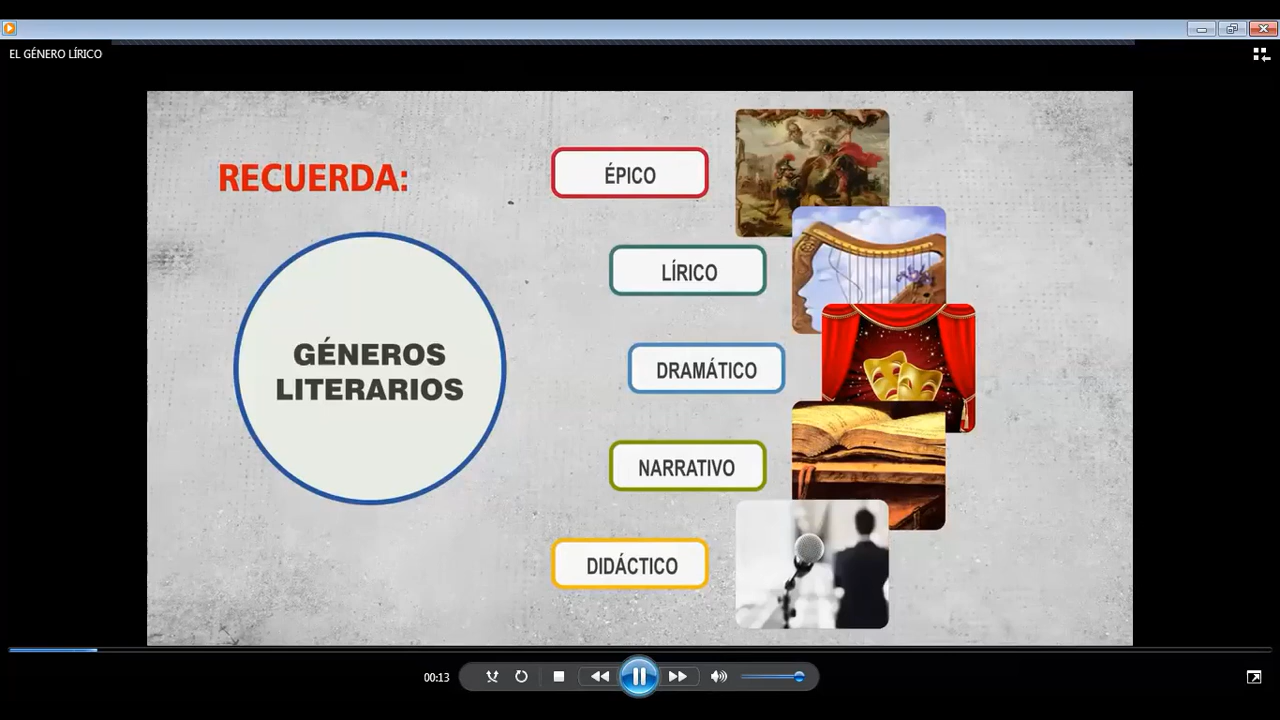 EL GÉNERO LÍRICO
RECUERDA:
GÉNEROS
LITERARIOS
ÉPICO
LÍRICO
DRAMÁTICO
NARRATIVO
DIDÁCTICO
00:13